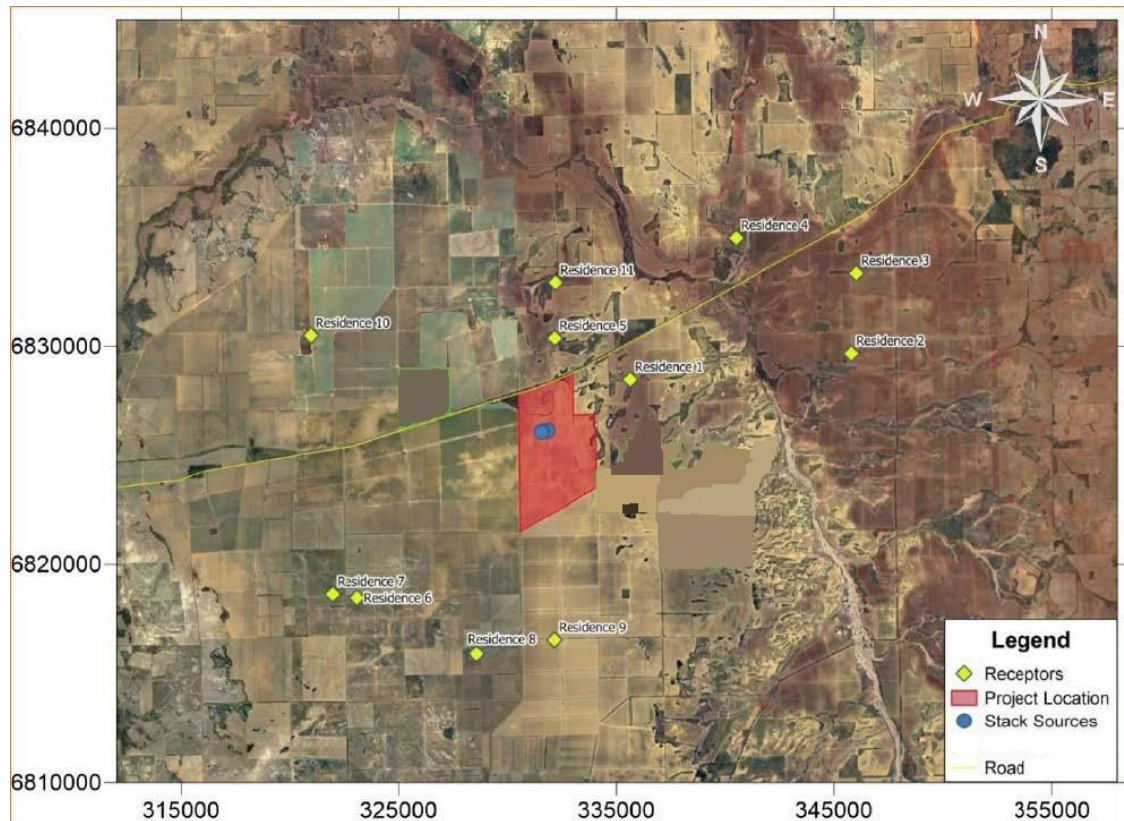 N
W
E
S
6840000
6830000
6820000
6810000
Residence 4
Residence 3
Residence 11
Residence 10
Residence 5
Residence 2
Residence 1
Residence 7
Residence 6
Residence 9
Residence 8
Legend
Receptors
Project Location
Stack Sources
Road
315000
325000
335000
345000
355000